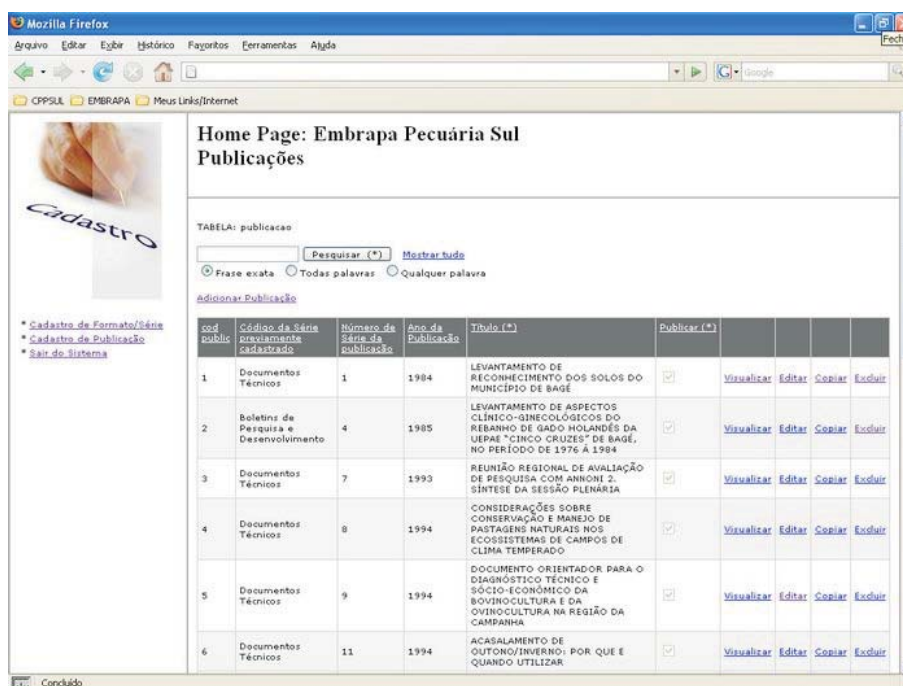 Mozilla Firefox
Fech
Arquivo Editar Exibir Histórico Favoritos Ferramentas Ajuda
Google
CPPSUL EMBRAPA Meus Links/Internet
Cadastro
Home Page: Embrapa Pecuária Sul
Publicações
TABELA: publicacao
Pesquisar (*) Mostrar tudo
Frase exata Todas palavras Qualquer palavra
Adicionar Publicação
* Cadastro de Formato/Série
* Cadastro de Publicação
* Sair do Sistema
cod public Código da Série previamente cadastrado Número de Série da publicação Ano da Publicação Título (*) Publicar (*)
1 Documentos Técnicos 1 1984 LEVANTAMENTO DE
RECONHECIMENTO DOS SOLOS DO
MUNICÍPIO DE BAGÉ Visualizar Editar Copiar Excluir
2 Boletins de Pesquisa e Desenvolvimento 4 1985 LEVANTAMENTO DE ASPECTOS
CLÍNICO-GINECOLÓGICOS DO
REBANHO DE GADO HOLANDÊS DA
UEPAE "CINCO CRUZES" DE BAGÉ,
NO PERÍODO DE 1976 À 1984 Visualizar Editar Copiar Excluir
3 Documentos Técnicos 7 1993 REUNIÃO REGIONAL DE AVALIAÇÃO
DE PESQUISA COM ANNONI 2.
SÍNTESE DA SESSÃO PLENÁRIA Visualizar Editar Copiar Excluir
4 Documentos Técnicos 8 1994 CONSIDERAÇÕES SOBRE
CONSERVAÇÃO E MANEJO DE
PASTAGENS NATURAIS NOS
ECOSSISTEMAS DE CAMPOS DE
CLIMA TEMPERADO Visualizar Editar Copiar Excluir
5 Documentos Técnicos 9 1994 DOCUMENTO ORIENTADOR PARA O
DIAGNÓSTICO TÉCNICO E
SÓCIO-ECONÔMICO DA
BOVINOCULTURA E DA
OVINOCULTURA NA REGIÃO DA
CAMPANHA Visualizar Editar Copiar Excluir
6 Documentos Técnicos 11 1994 ACASALAMENTO DE
OUTONO/INVERNO: POR QUE E
QUANDO UTILIZAR Visualizar Editar Copiar Excluir
Concluído